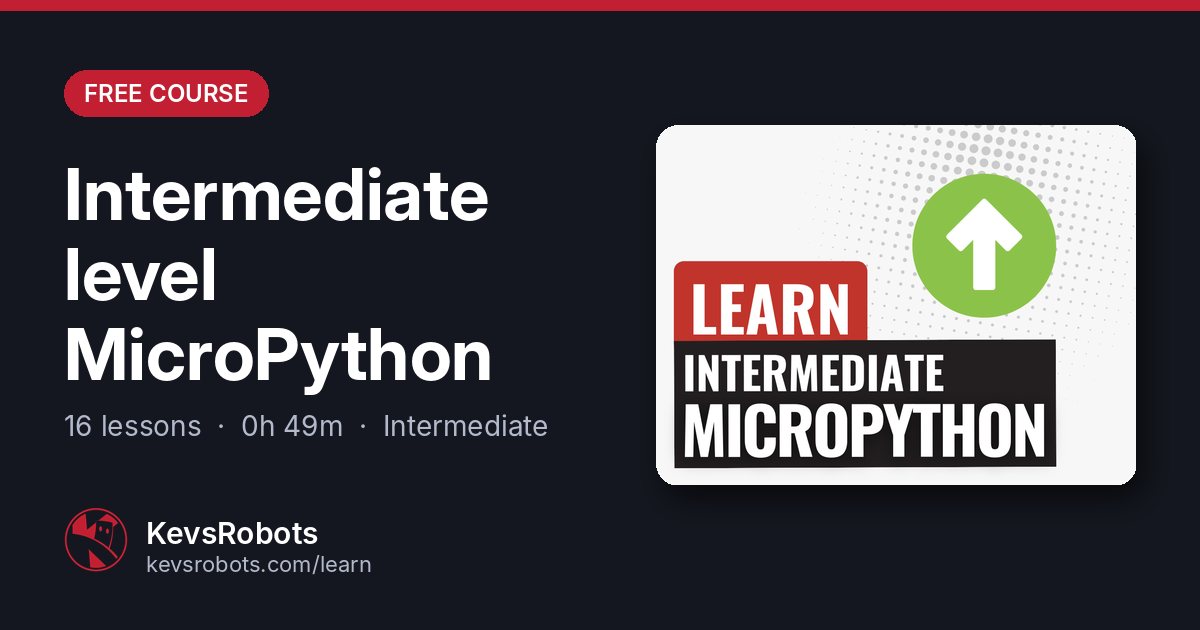 FREE COURSE
Intermediate
level
MicroPython
16 lessons · 0h 49m · Intermediate
KevsRobots
kevsrobots.com/learn
LEARN
INTERMEDIATE
MICROPYTHON